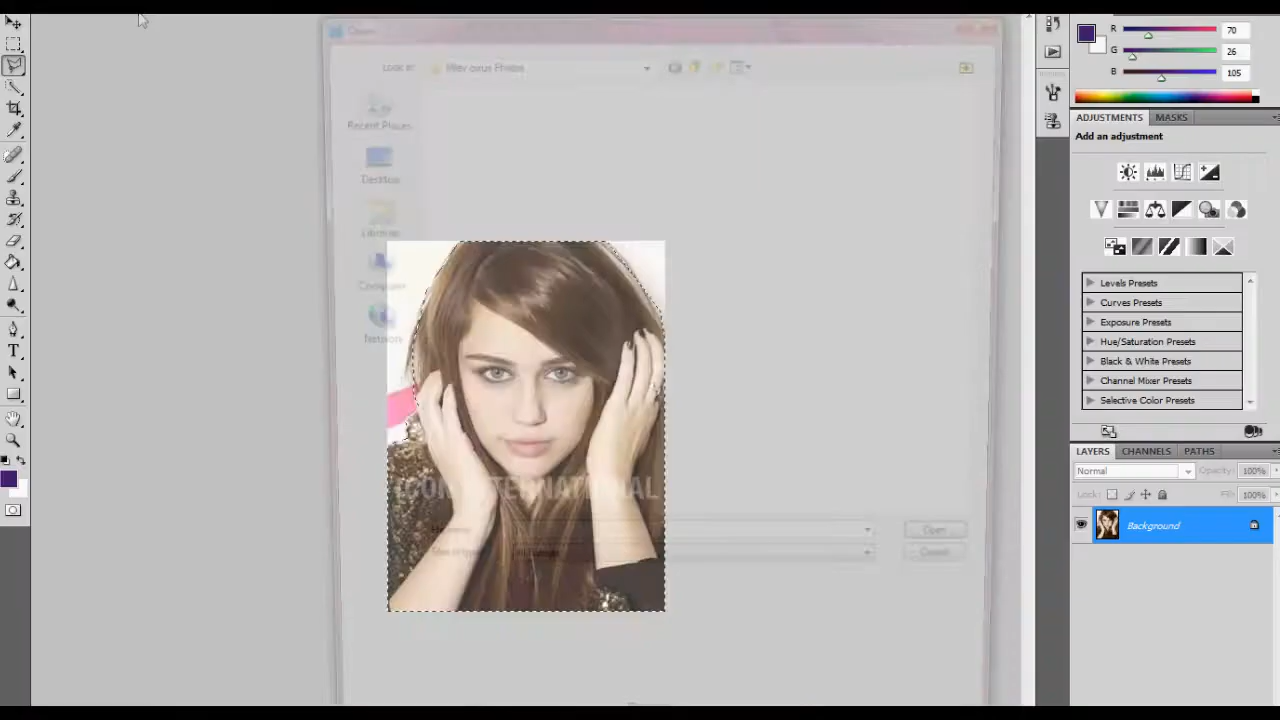 R 70
G 26
B 105
Open
Look in: Miley cyrus Photos
Recent Places
Desktop
Libraries
Computer
Network
Open
Cancel
ADJUSTMENTS MASKS
Add an adjustment
Levels Presets
Curves Presets
Exposure Presets
Hue/Saturation Presets
Black & White Presets
Channel Mixer Presets
Selective Color Presets
LAYERS CHANNELS PATHS
Normal Opacity: 100%
Lock: Fill: 100%
Background